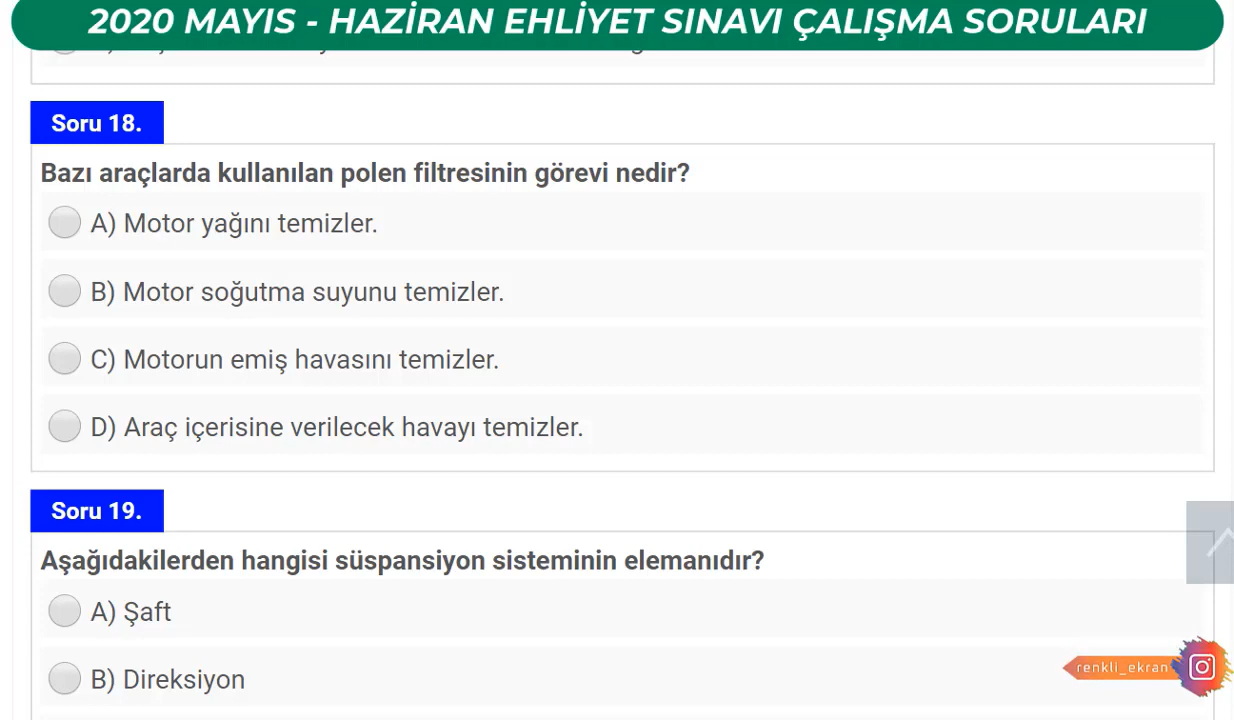 2020 MAYIS - HAZİRAN EHLİYET SINAVI ÇALIŞMA SORULARI
Soru 18.
Bazı araçlarda kullanılan polen filtresinin görevi nedir?
A) Motor yağını temizler.
B) Motor soğutma suyunu temizler.
C) Motorun emiş havasını temizler.
D) Araç içerisine verilecek havayı temizler.
Soru 19.
Aşağıdakilerden hangisi süspansiyon sisteminin elemanıdır?
A) Şaft
renkli_ekran
B) Direksiyon